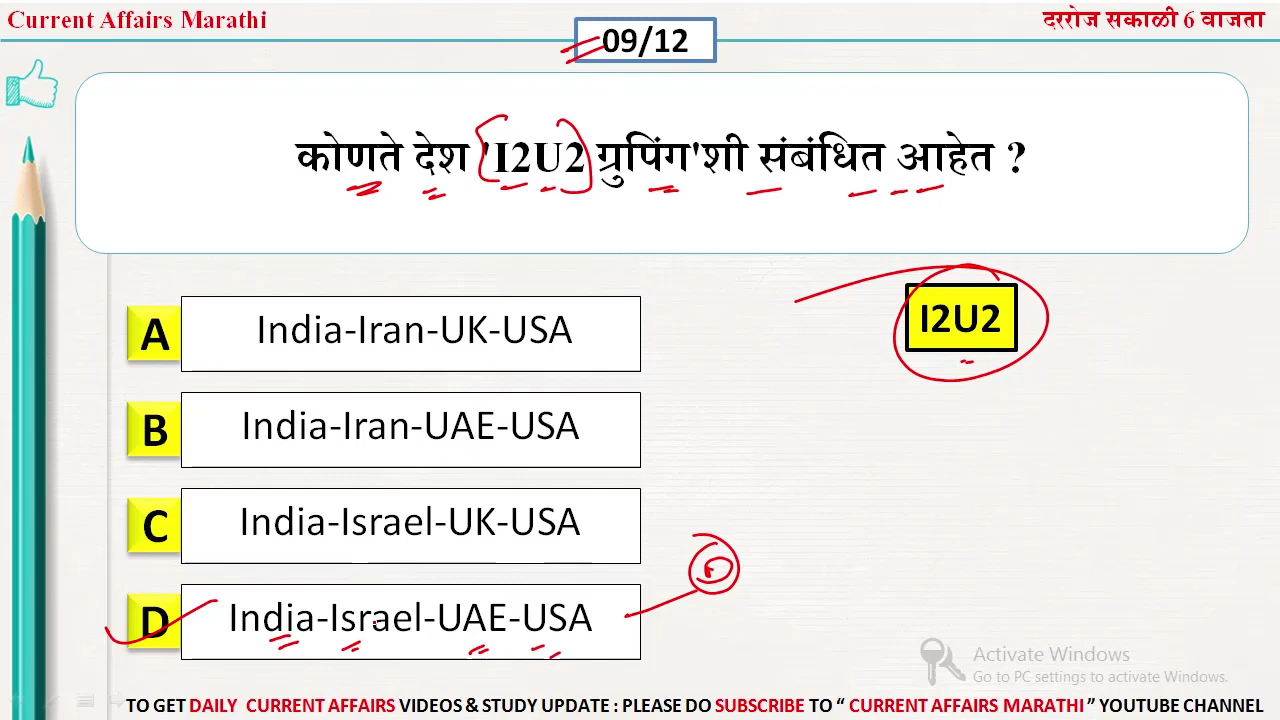 Current Affairs Marathi
दररोज सकाळी 6 वाजता
09/12
कोणते देश 'I2U2 ग्रुपिंग'शी संबंधित आहेत ?
I2U2
A India-Iran-UK-USA
B India-Iran-UAE-USA
C India-Israel-UK-USA
D India-Israel-UAE-USA
Activate Windows
Go to PC settings to activate Windows.
TO GET DAILY CURRENT AFFAIRS VIDEOS & STUDY UPDATE : PLEASE DO SUBSCRIBE TO “ CURRENT AFFAIRS MARATHI ” YOUTUBE CHANNEL